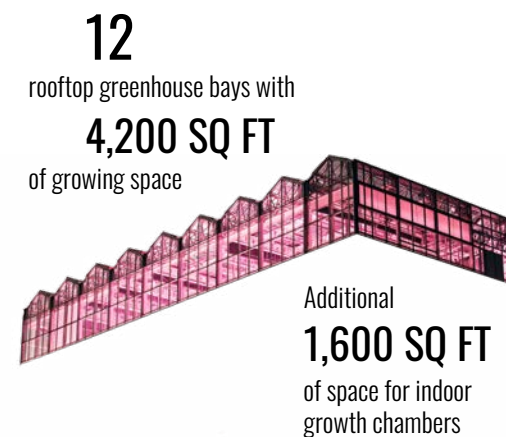 12
rooftop greenhouse bays with
4,200 SQ FT
of growing space
Additional
1,600 SQ FT
of space for indoor
growth chambers